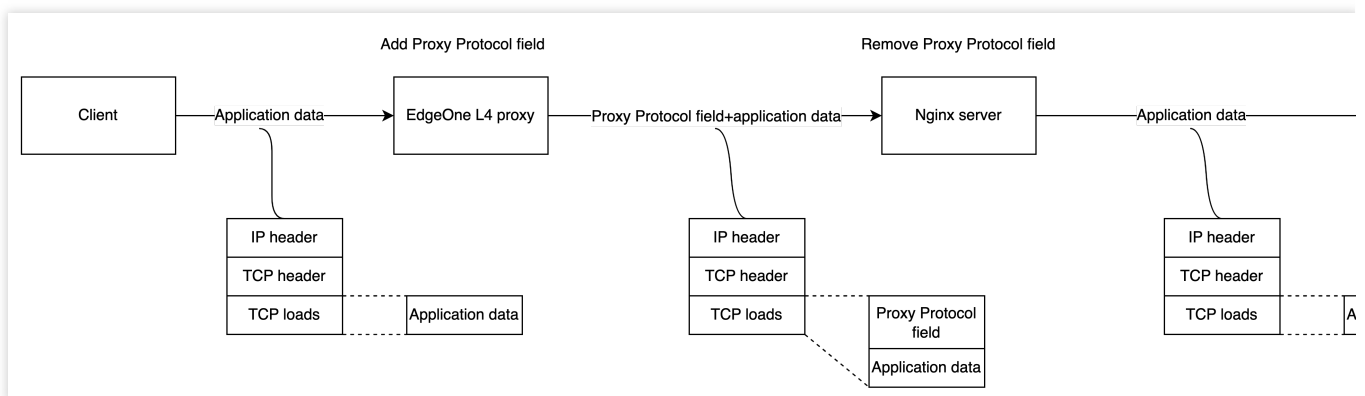 Add Proxy Protocol field
Remove Proxy Protocol field
Client
Application data
EdgeOne L4 proxy
Proxy Protocol field+application data
Nginx server
Application data
IP header
TCP header
TCP loads
Application data
IP header
TCP header
TCP loads
Proxy Protocol
field
Application data
IP header
TCP header
TCP loads
A